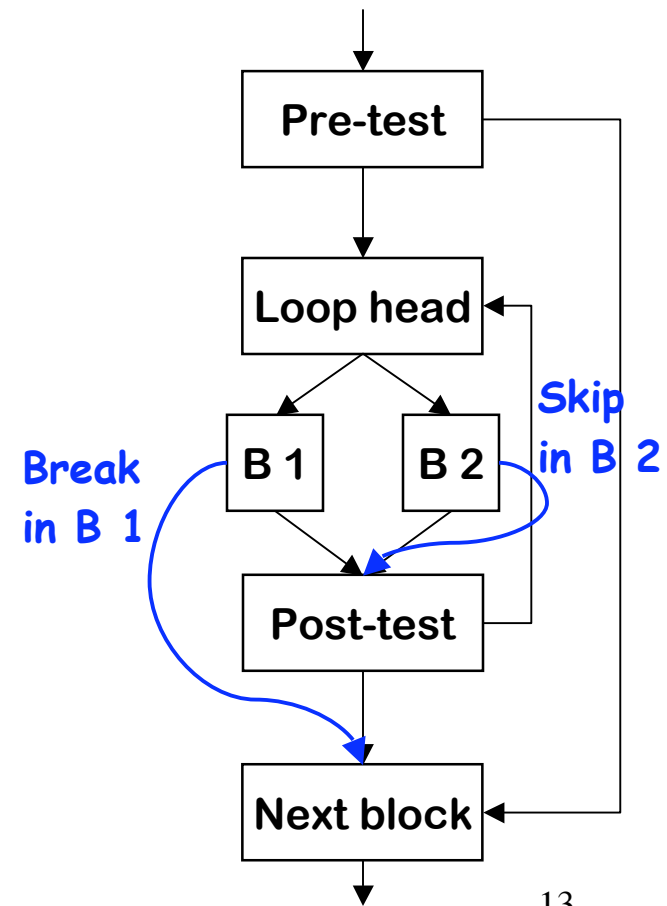 Pre-test
Loop head
Skip
in B 2
B 1
B 2
Break
in B 1
Post-test
Next block
13